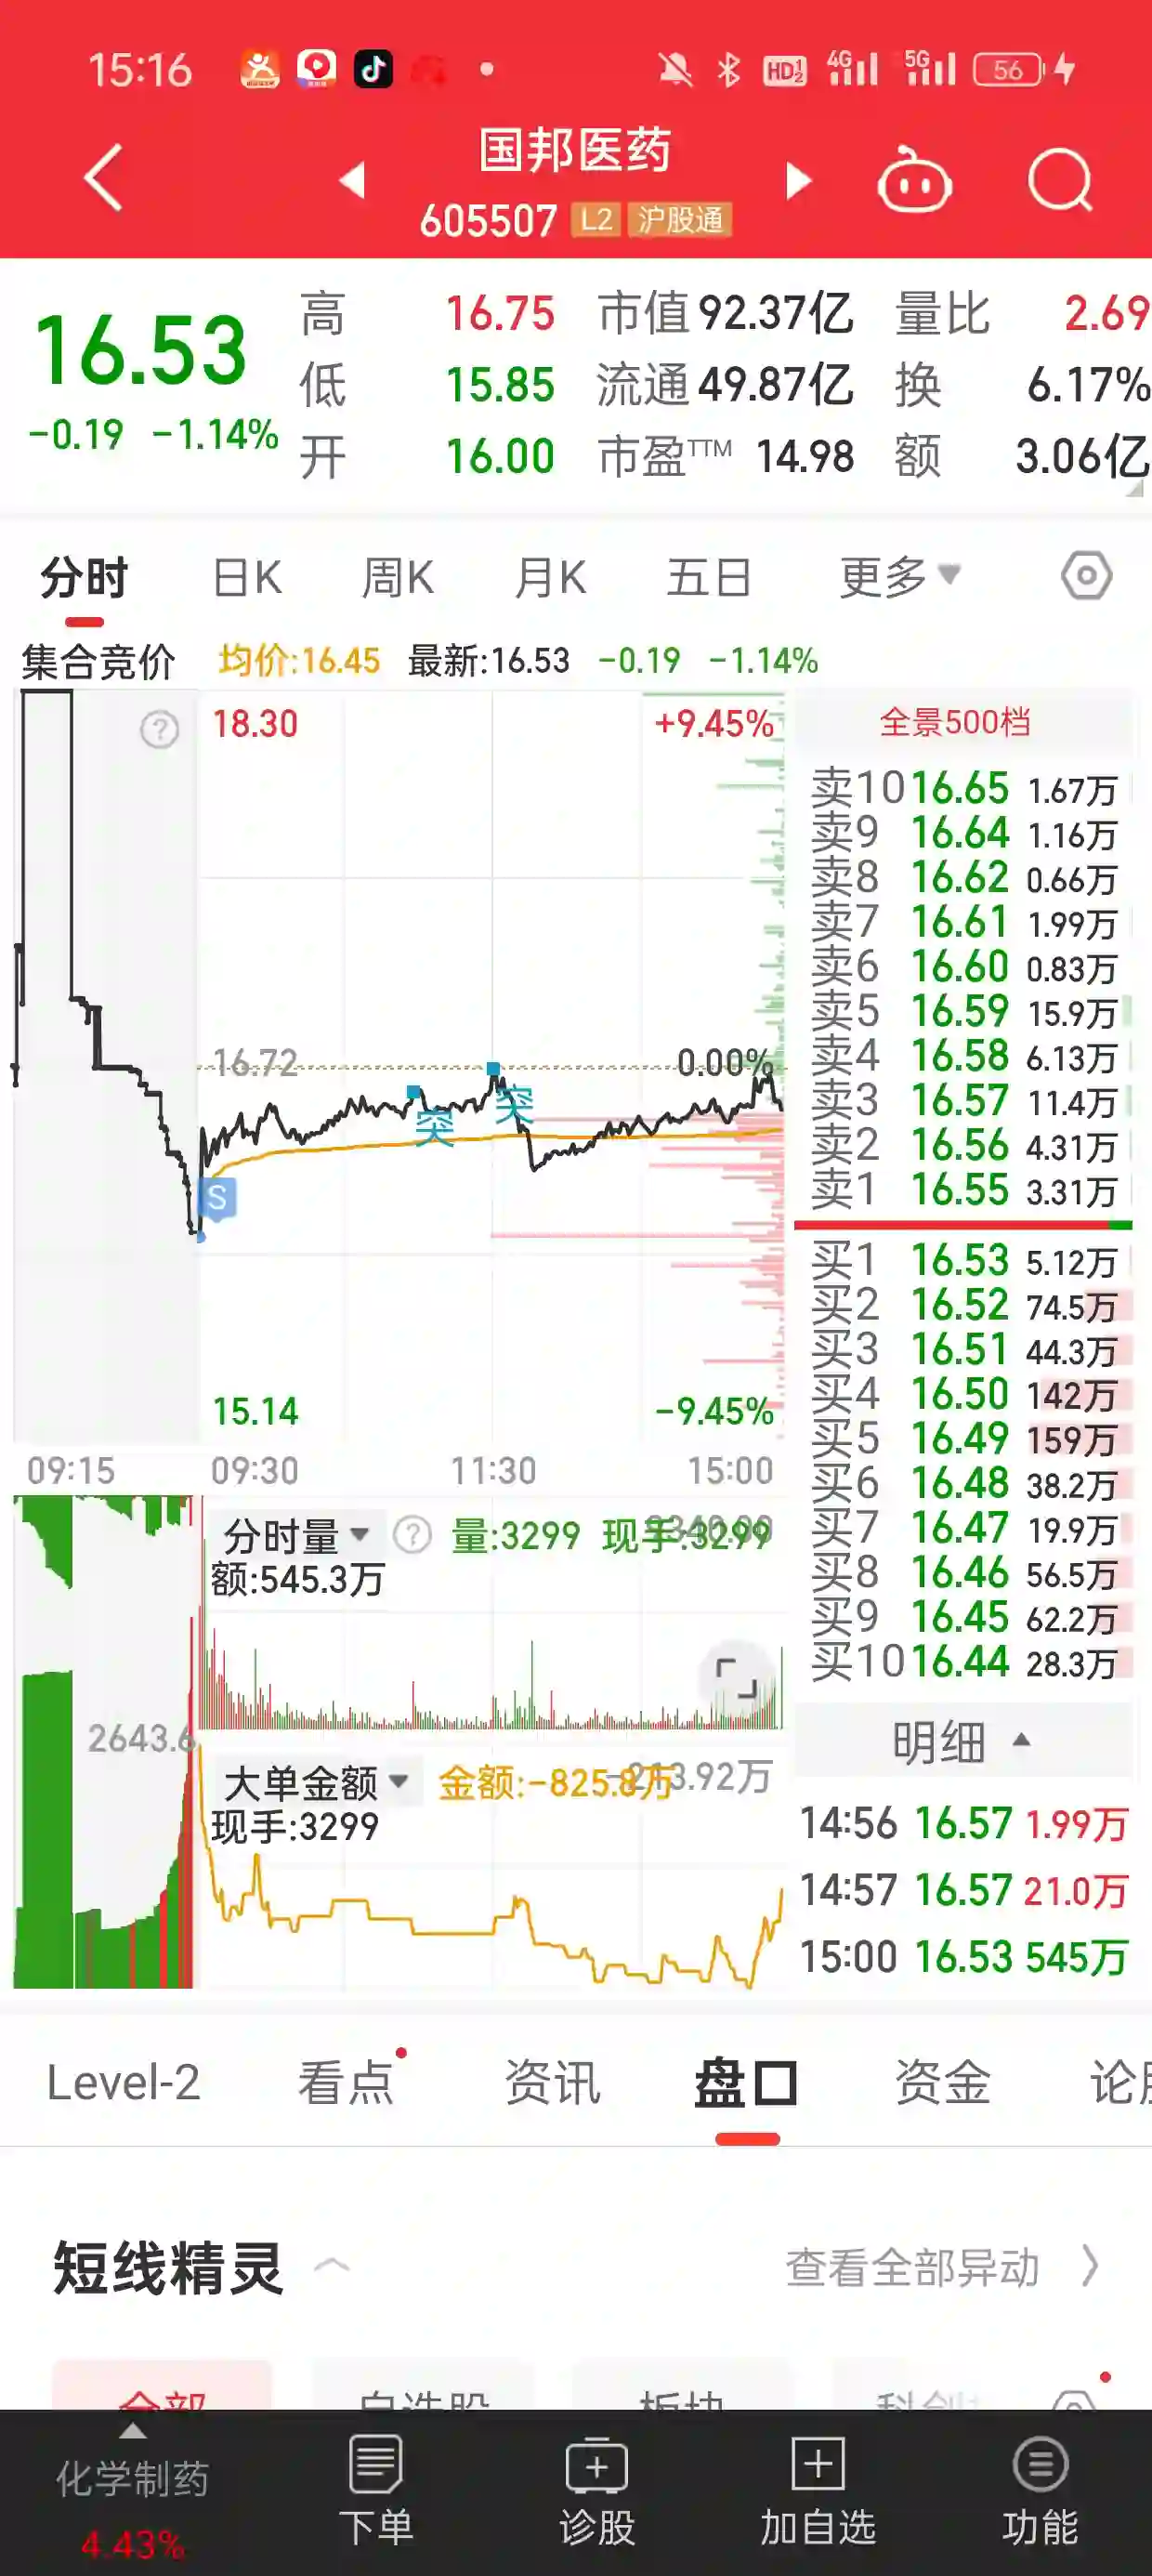 15:16 HD1 2 4G 5G 56
国邦医药
605507 L2 沪股通
16.53
-0.19 -1.14%
高 16.75 市值 92.37亿 量比 2.69
低 15.85 流通 49.87亿 换 6.17%
开 16.00 市盈TTM 14.98 额 3.06亿
分时 日K 周K 月K 五日 更多
集合竞价 均价:16.45 最新:16.53 -0.19 -1.14%
18.30 +9.45%
16.72 0.00%
突 突
S
15.14 -9.45%
09:15 09:30 11:30 15:00
全景500档
卖10 16.65 1.67万
卖9 16.64 1.16万
卖8 16.62 0.66万
卖7 16.61 1.99万
卖6 16.60 0.83万
卖5 16.59 15.9万
卖4 16.58 6.13万
卖3 16.57 11.4万
卖2 16.56 4.31万
卖1 16.55 3.31万
买1 16.53 5.12万
买2 16.52 74.5万
买3 16.51 44.3万
买4 16.50 142万
买5 16.49 159万
买6 16.48 38.2万
买7 16.47 19.9万
买8 16.46 56.5万
买9 16.45 62.2万
买10 16.44 28.3万
分时量 ? 量:3299 现手:3299
额:545.3万
2643.6
大单金额 金额:-825.8万
现手:3299
明细
14:56 16.57 1.99万
14:57 16.57 21.0万
15:00 16.53 545万
Level-2 看点 资讯 盘口 资金 论股
短线精灵 查看全部异动
全部 自选股 板块 科创
化学制药 下单 诊股 加自选 功能
4.43%